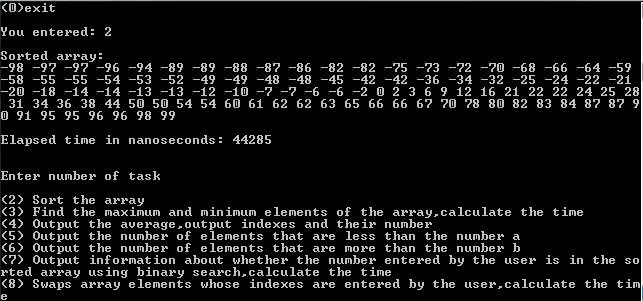 (0)exit
You entered: 2
Sorted array:
-98 -97 -97 -96 -94 -89 -89 -88 -87 -86 -82 -82 -75 -73 -72 -70 -68 -66 -64 -59
-58 -55 -55 -54 -53 -52 -49 -49 -48 -48 -45 -42 -42 -36 -34 -32 -25 -24 -22 -21
-20 -18 -14 -14 -13 -13 -12 -10 -7 -7 -6 -6 -2 0 2 3 6 9 12 16 21 22 22 24 25 28
31 34 36 38 44 50 50 54 54 60 61 62 62 63 65 66 66 67 70 78 80 82 83 84 87 87 9
0 91 95 95 96 96 98 99
Elapsed time in nanoseconds: 44285
Enter number of task
(2) Sort the array
(3) Find the maximum and minimum elements of the array,calculate the time
(4) Output the average,output indexes and their number
(5) Output the number of elements that are less than the number a
(6) Output the number of elements that are more than the number b
(7) Output information about whether the number entered by the user is in the so
rted array using binary search,calculate the time
(8) Swaps array elements whose indexes are entered by the user,calculate the tim
e